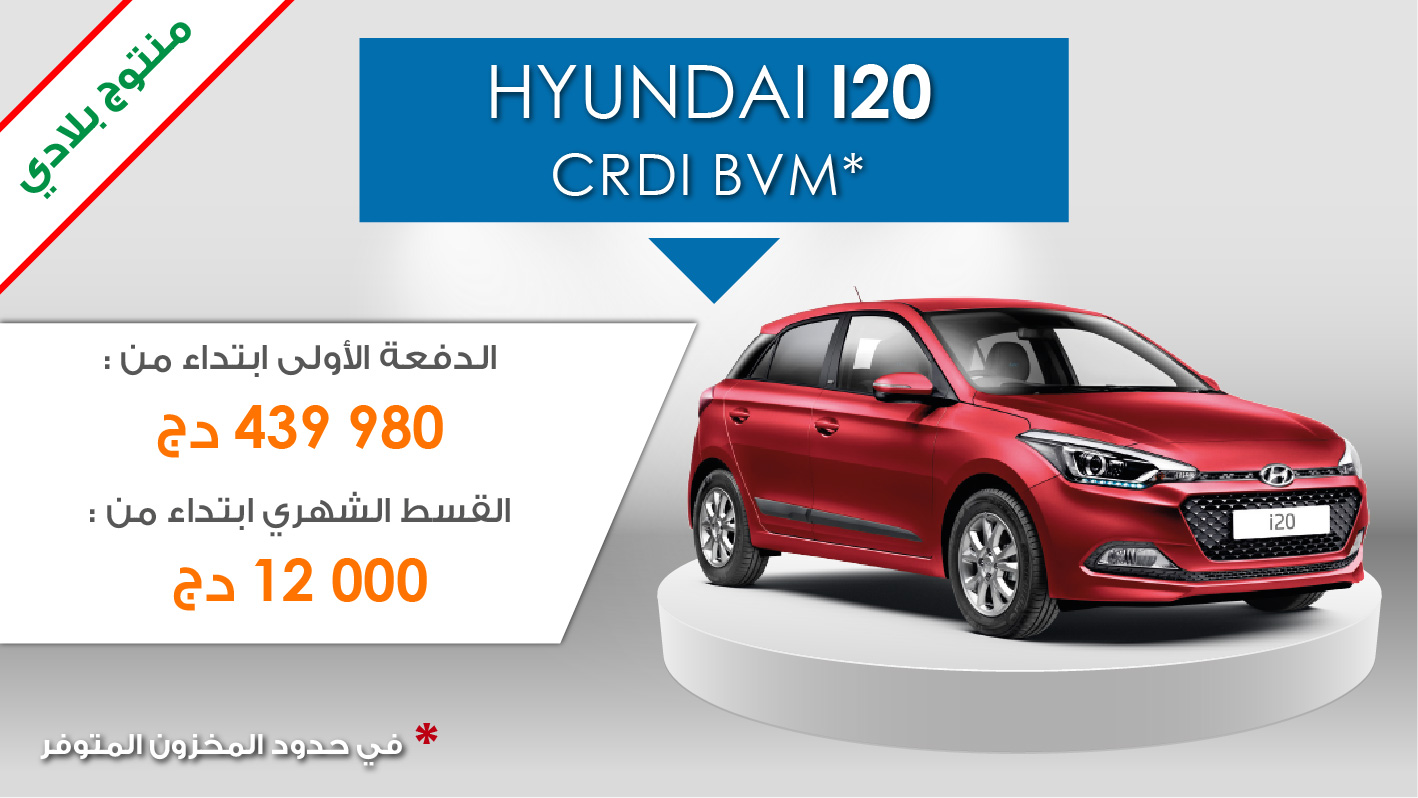 منتوج بلادي
HYUNDAI I20
CRDI BVM*
الدفعة الأولى ابتداء من :
439 980 دج
القسط الشهري ابتداء من :
12 000 دج
i20
* في حدود المخزون المتوفر